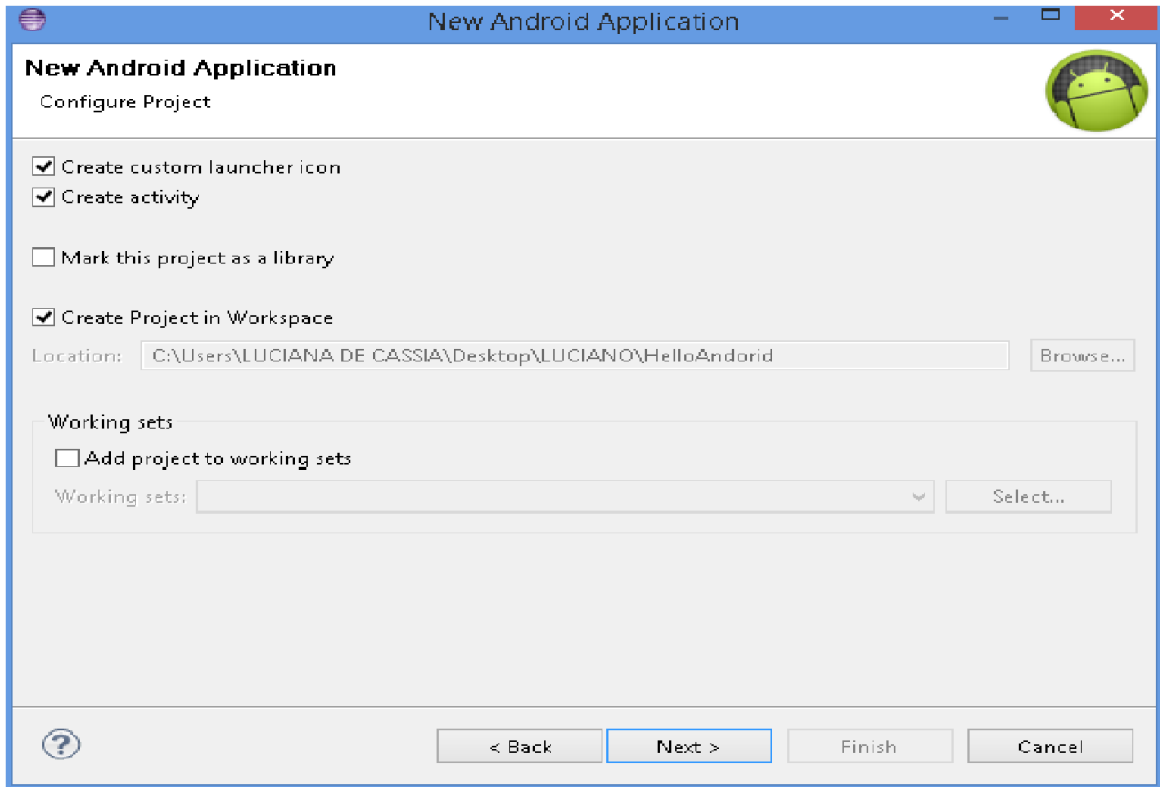 New Android Application
New Android Application
Configure Project
Create custom launcher icon
Create activity
Mark this project as a library
Create Project in Workspace
Location: C:\Users\LUCIANA DE CASSIA\Desktop\LUCIANO\HelloAndorid Browse...
Working sets
Add project to working sets
Working sets: Select...
? < Back Next > Finish Cancel